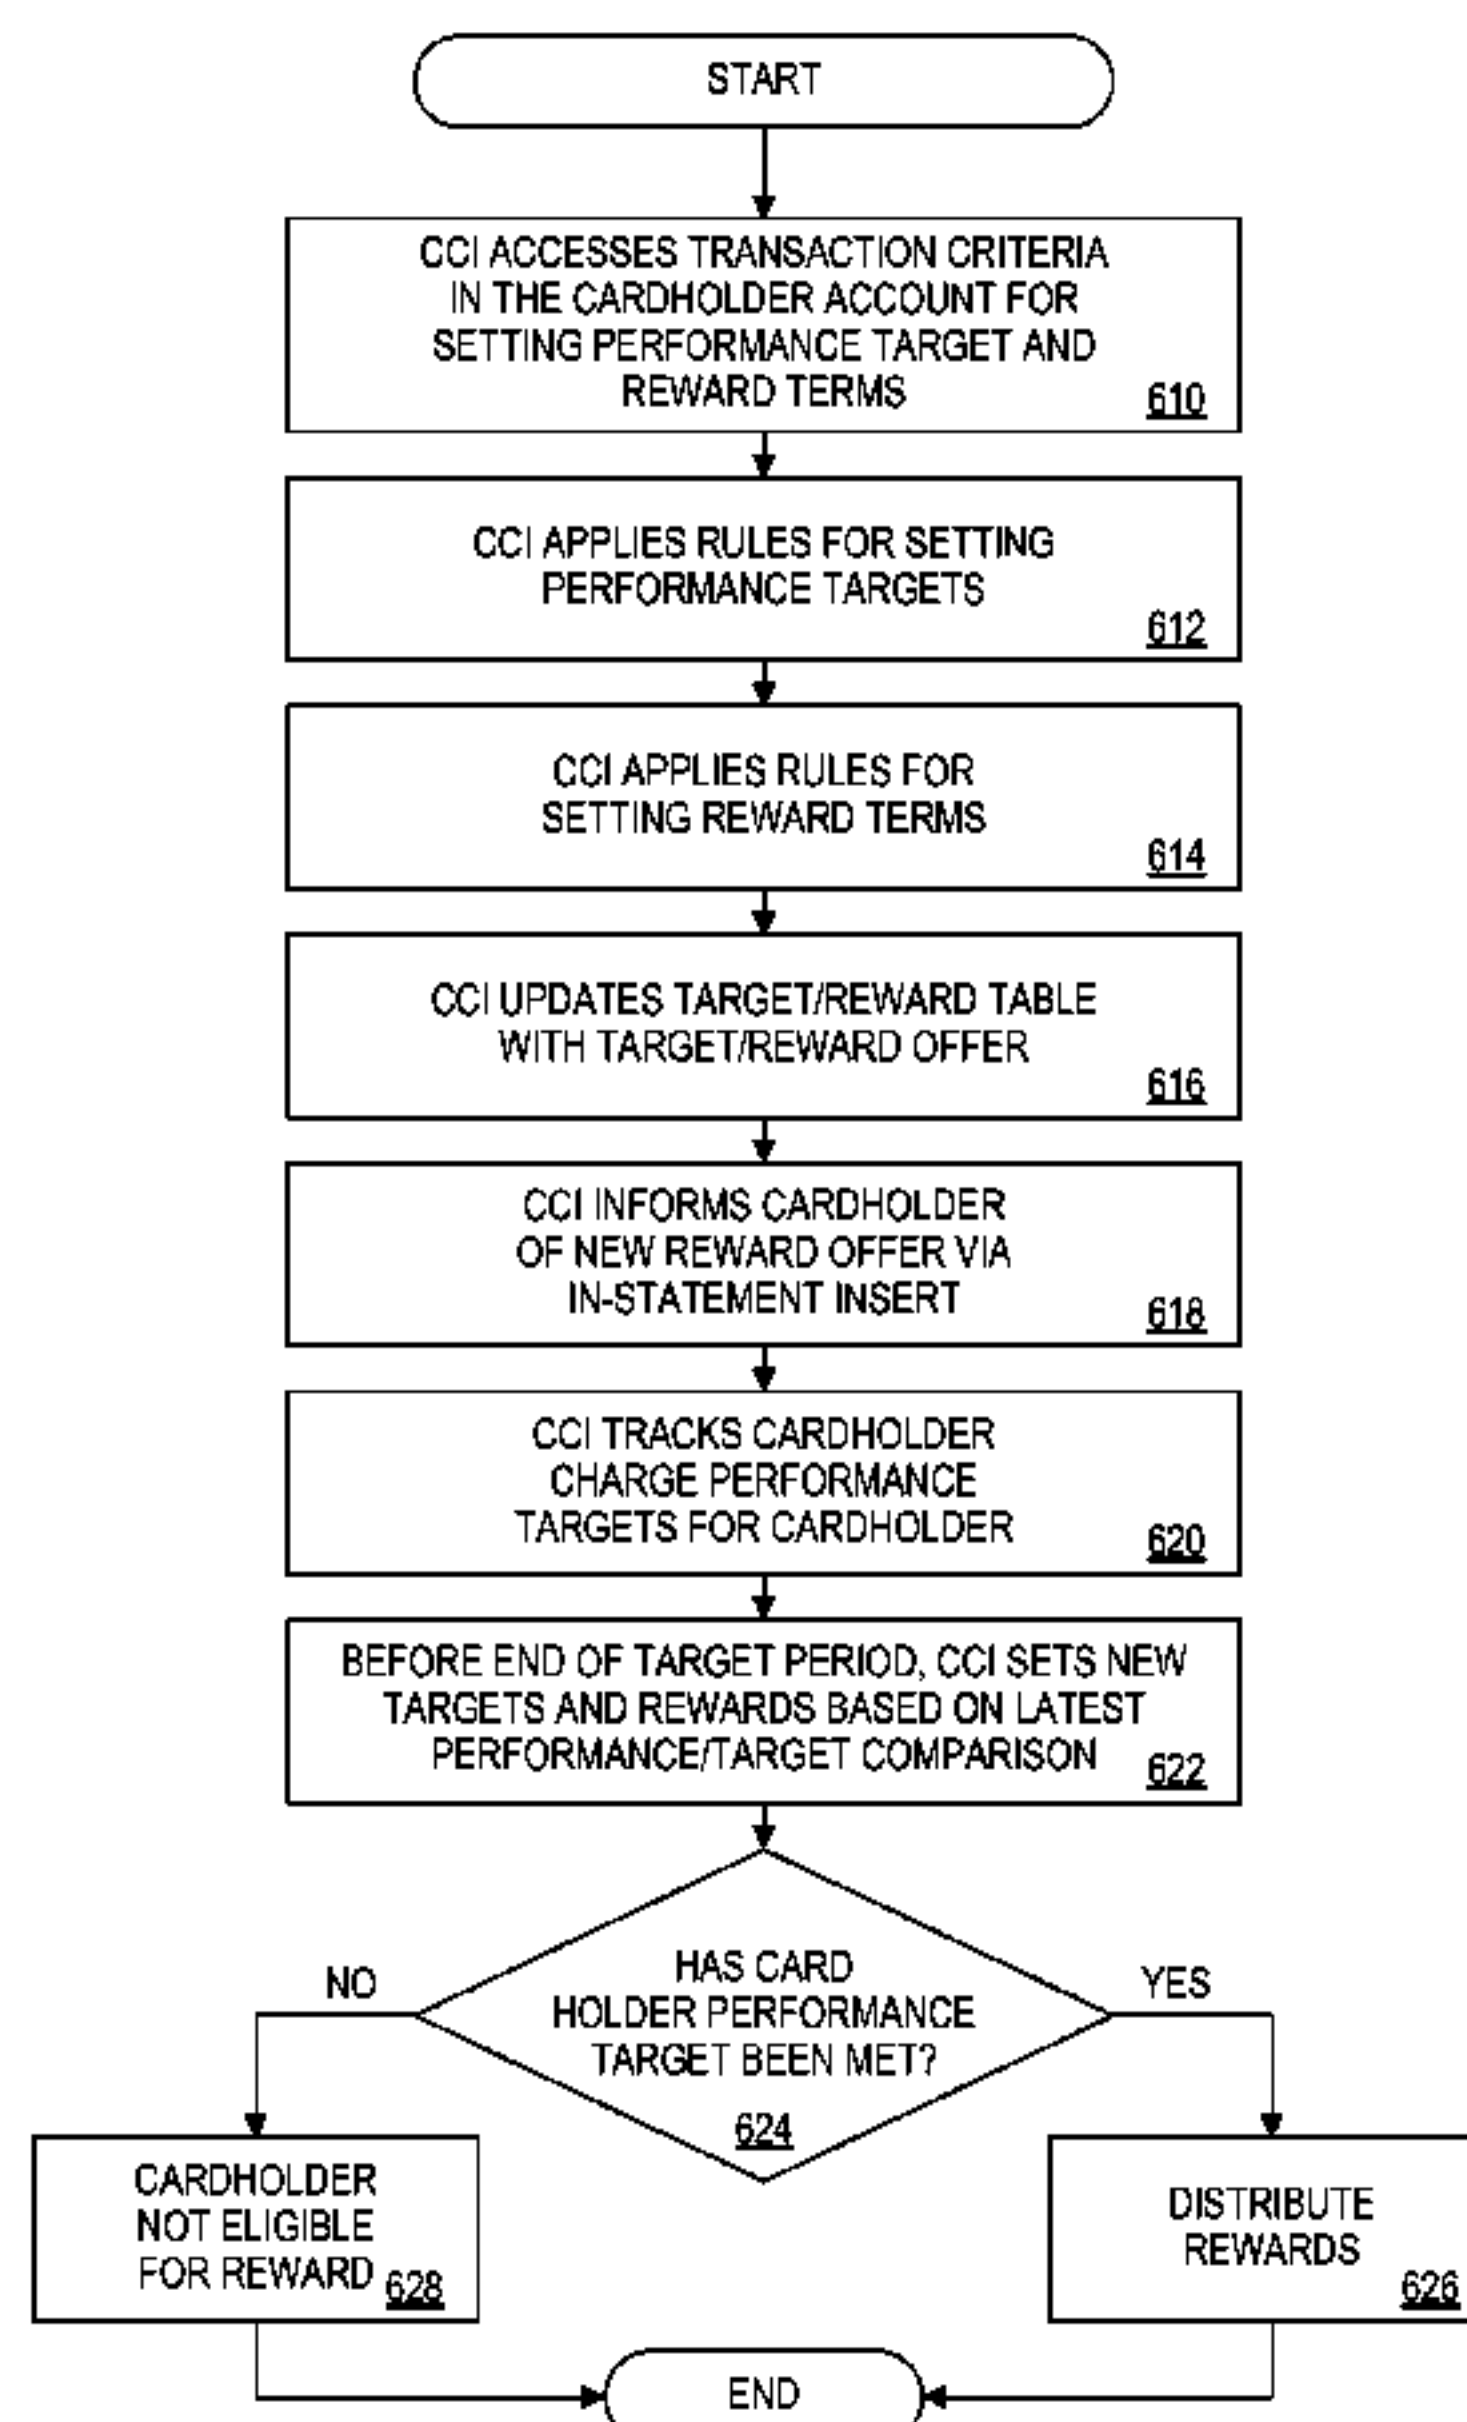 START
CCI ACCESSES TRANSACTION CRITERIA
IN THE CARDHOLDER ACCOUNT FOR
SETTING PERFORMANCE TARGET AND
REWARD TERMS
610
CCI APPLIES RULES FOR SETTING
PERFORMANCE TARGETS
612
CCI APPLIES RULES FOR
SETTING REWARD TERMS
614
CCI UPDATES TARGET/REWARD TABLE
WITH TARGET/REWARD OFFER
616
CCI INFORMS CARDHOLDER
OF NEW REWARD OFFER VIA
IN-STATEMENT INSERT
618
CCI TRACKS CARDHOLDER
CHARGE PERFORMANCE
TARGETS FOR CARDHOLDER
620
BEFORE END OF TARGET PERIOD, CCI SETS NEW
TARGETS AND REWARDS BASED ON LATEST
PERFORMANCE/TARGET COMPARISON
622
HAS CARD
HOLDER PERFORMANCE
TARGET BEEN MET?
624
NO
YES
CARDHOLDER
NOT ELIGIBLE
FOR REWARD
628
DISTRIBUTE
REWARDS
626
END